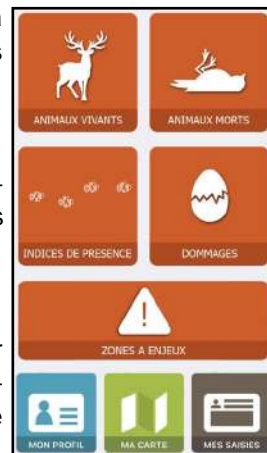 ANIMAUX VIVANTS
ANIMAUX MORTS
INDICES DE PRESENCE
DOMMAGES
ZONES A ENJEUX
MON PROFIL
MA CARTE
MES SAISIES